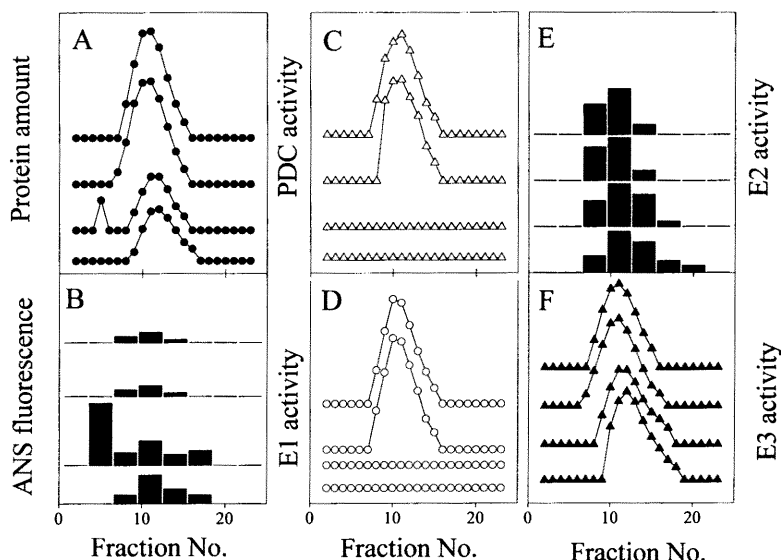 A
C
E
Protein amount
PDC activity
E2 activity
B
D
F
ANS fluorescence
E1 activity
E3 activity
0 10 20
0 10 20
0 10 20
Fraction No.
Fraction No.
Fraction No.